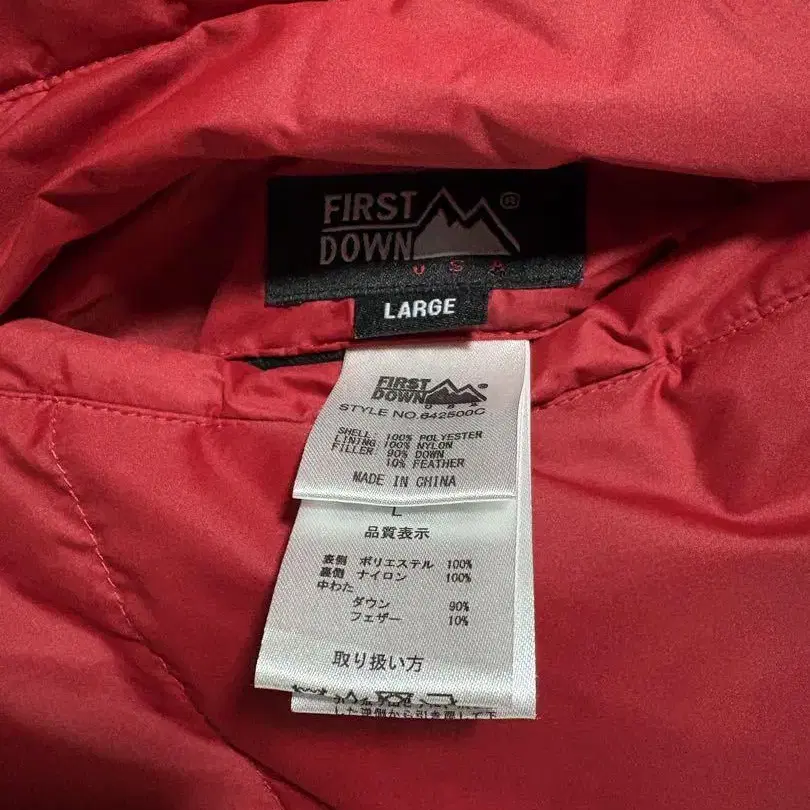 FIRST
DOWN
®
USA
LARGE
FIRST
DOWN
®
USA
STYLE NO.642500C
SHELL: 100% POLYESTER
LINING 100% NYLON
FILLER: 90% DOWN
10% FEATHER
MADE IN CHINA
L
品質表示
表側 ポリエステル 100%
裏側 ナイロン 100%
中わた
ダウン 90%
フェザー 10%
取り扱い方